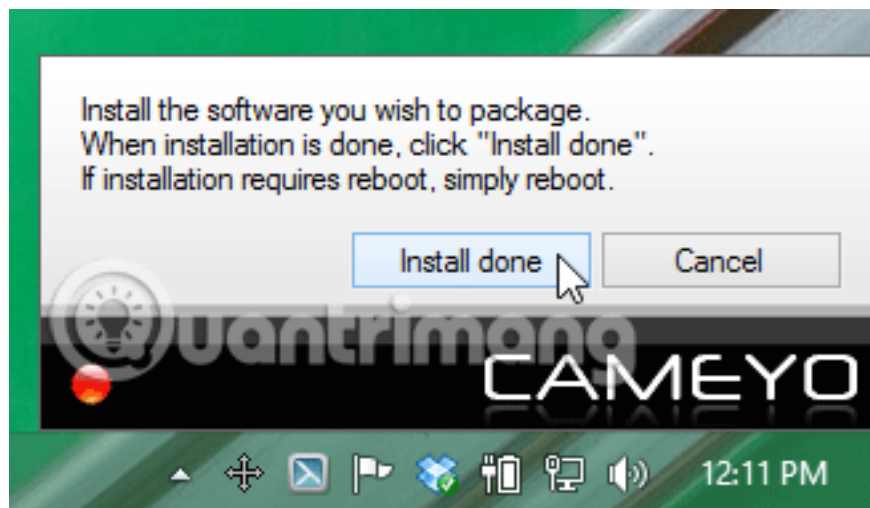 Install the software you wish to package.
When installation is done, click "Install done".
If installation requires reboot, simply reboot.
Install done
Cancel
Quantrimang
CAMEYO
12:11 PM